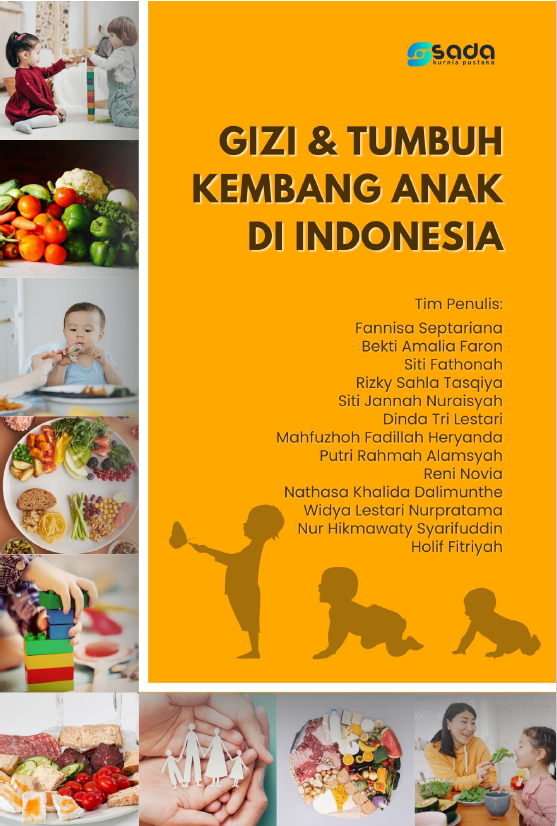 sada
kurnia pustaka
GIZI & TUMBUH
KEMBANG ANAK
DI INDONESIA
Tim Penulis:
Fannisa Septariana
Bekti Amalia Faron
Siti Fathonah
Rizky Sahla Tasqiya
Siti Jannah Nuraisyah
Dinda Tri Lestari
Mahfuzhoh Fadillah Heryanda
Putri Rahmah Alamsyah
Reni Novia
Nathasa Khalida Dalimunthe
Widya Lestari Nurpratama
Nur Hikmawaty Syarifuddin
Holif Fitriyah